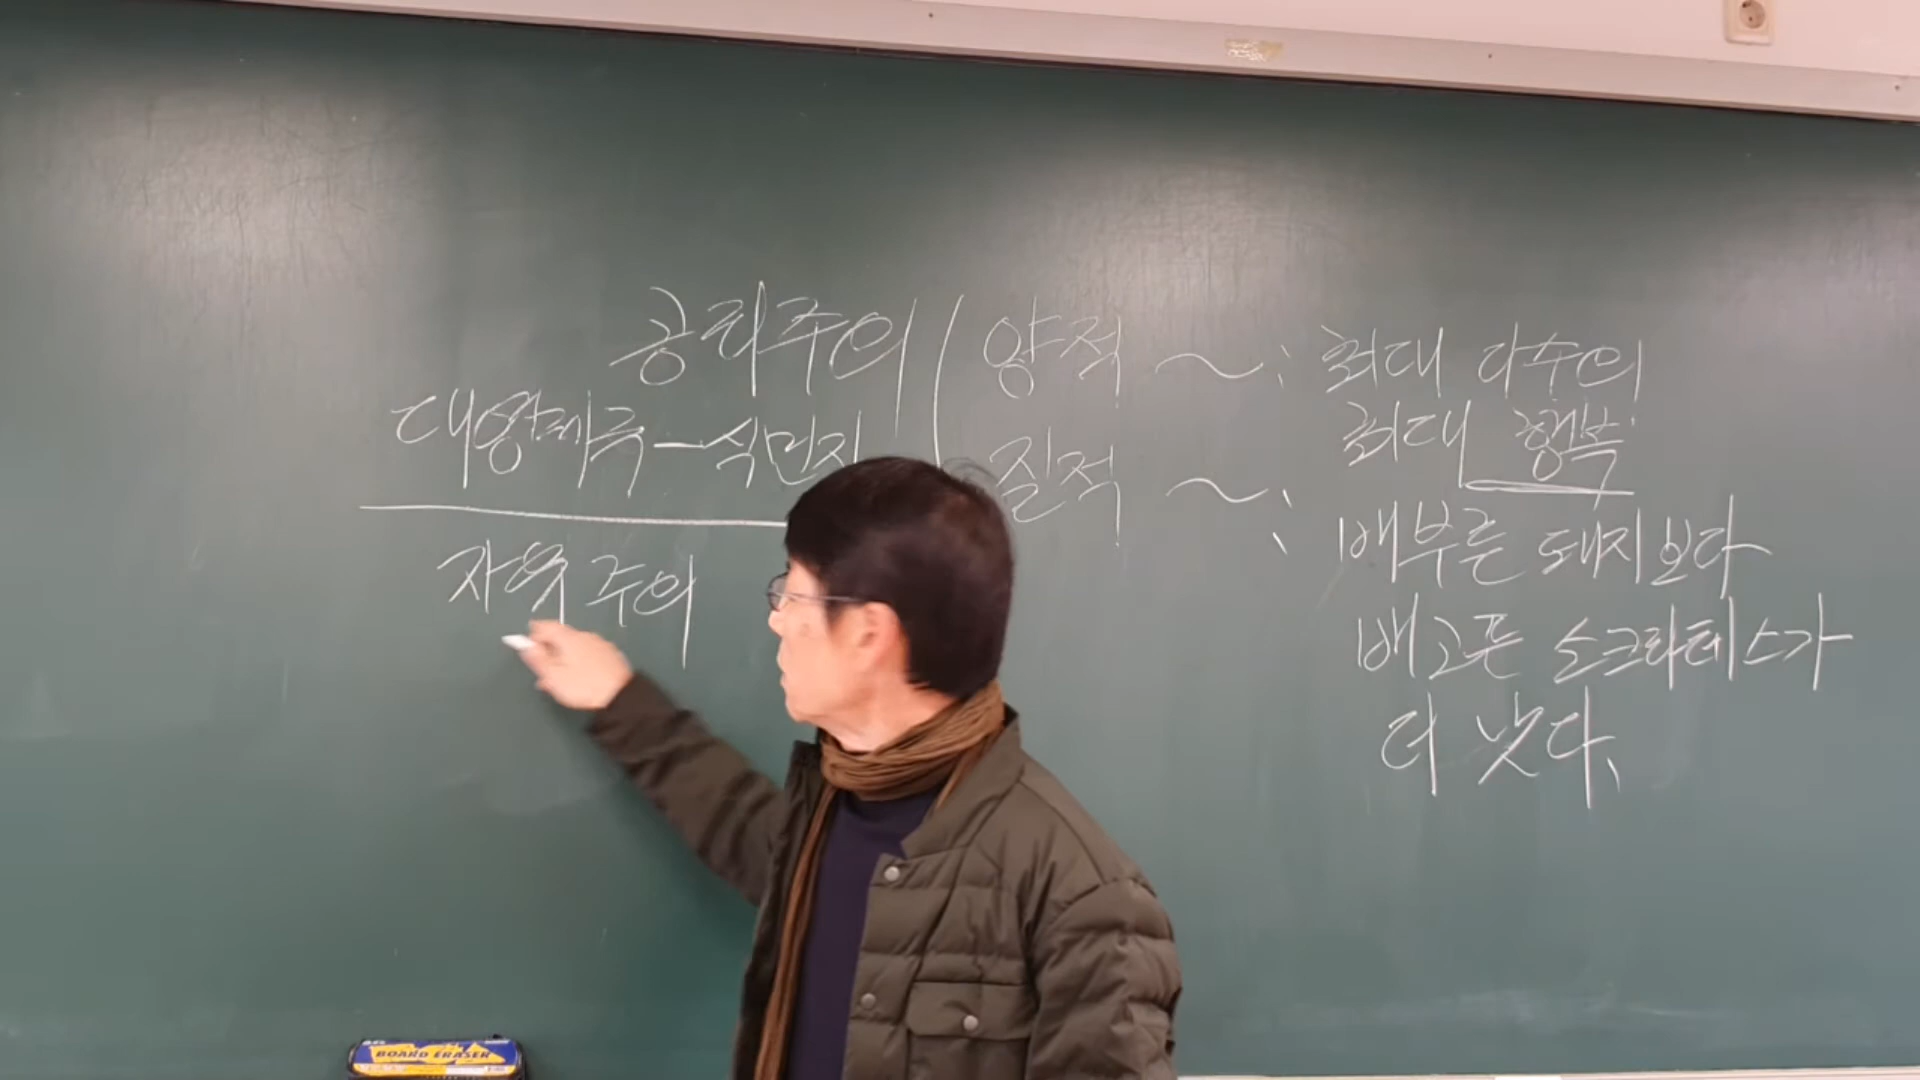 공리주의 양적 ~: 최대 다수의
최대 행복
대영제국-식민지 질적 ~:
배부른 돼지보다
자유주의
배고픈 소크라테스가
더 낫다.
BOARD ERASER